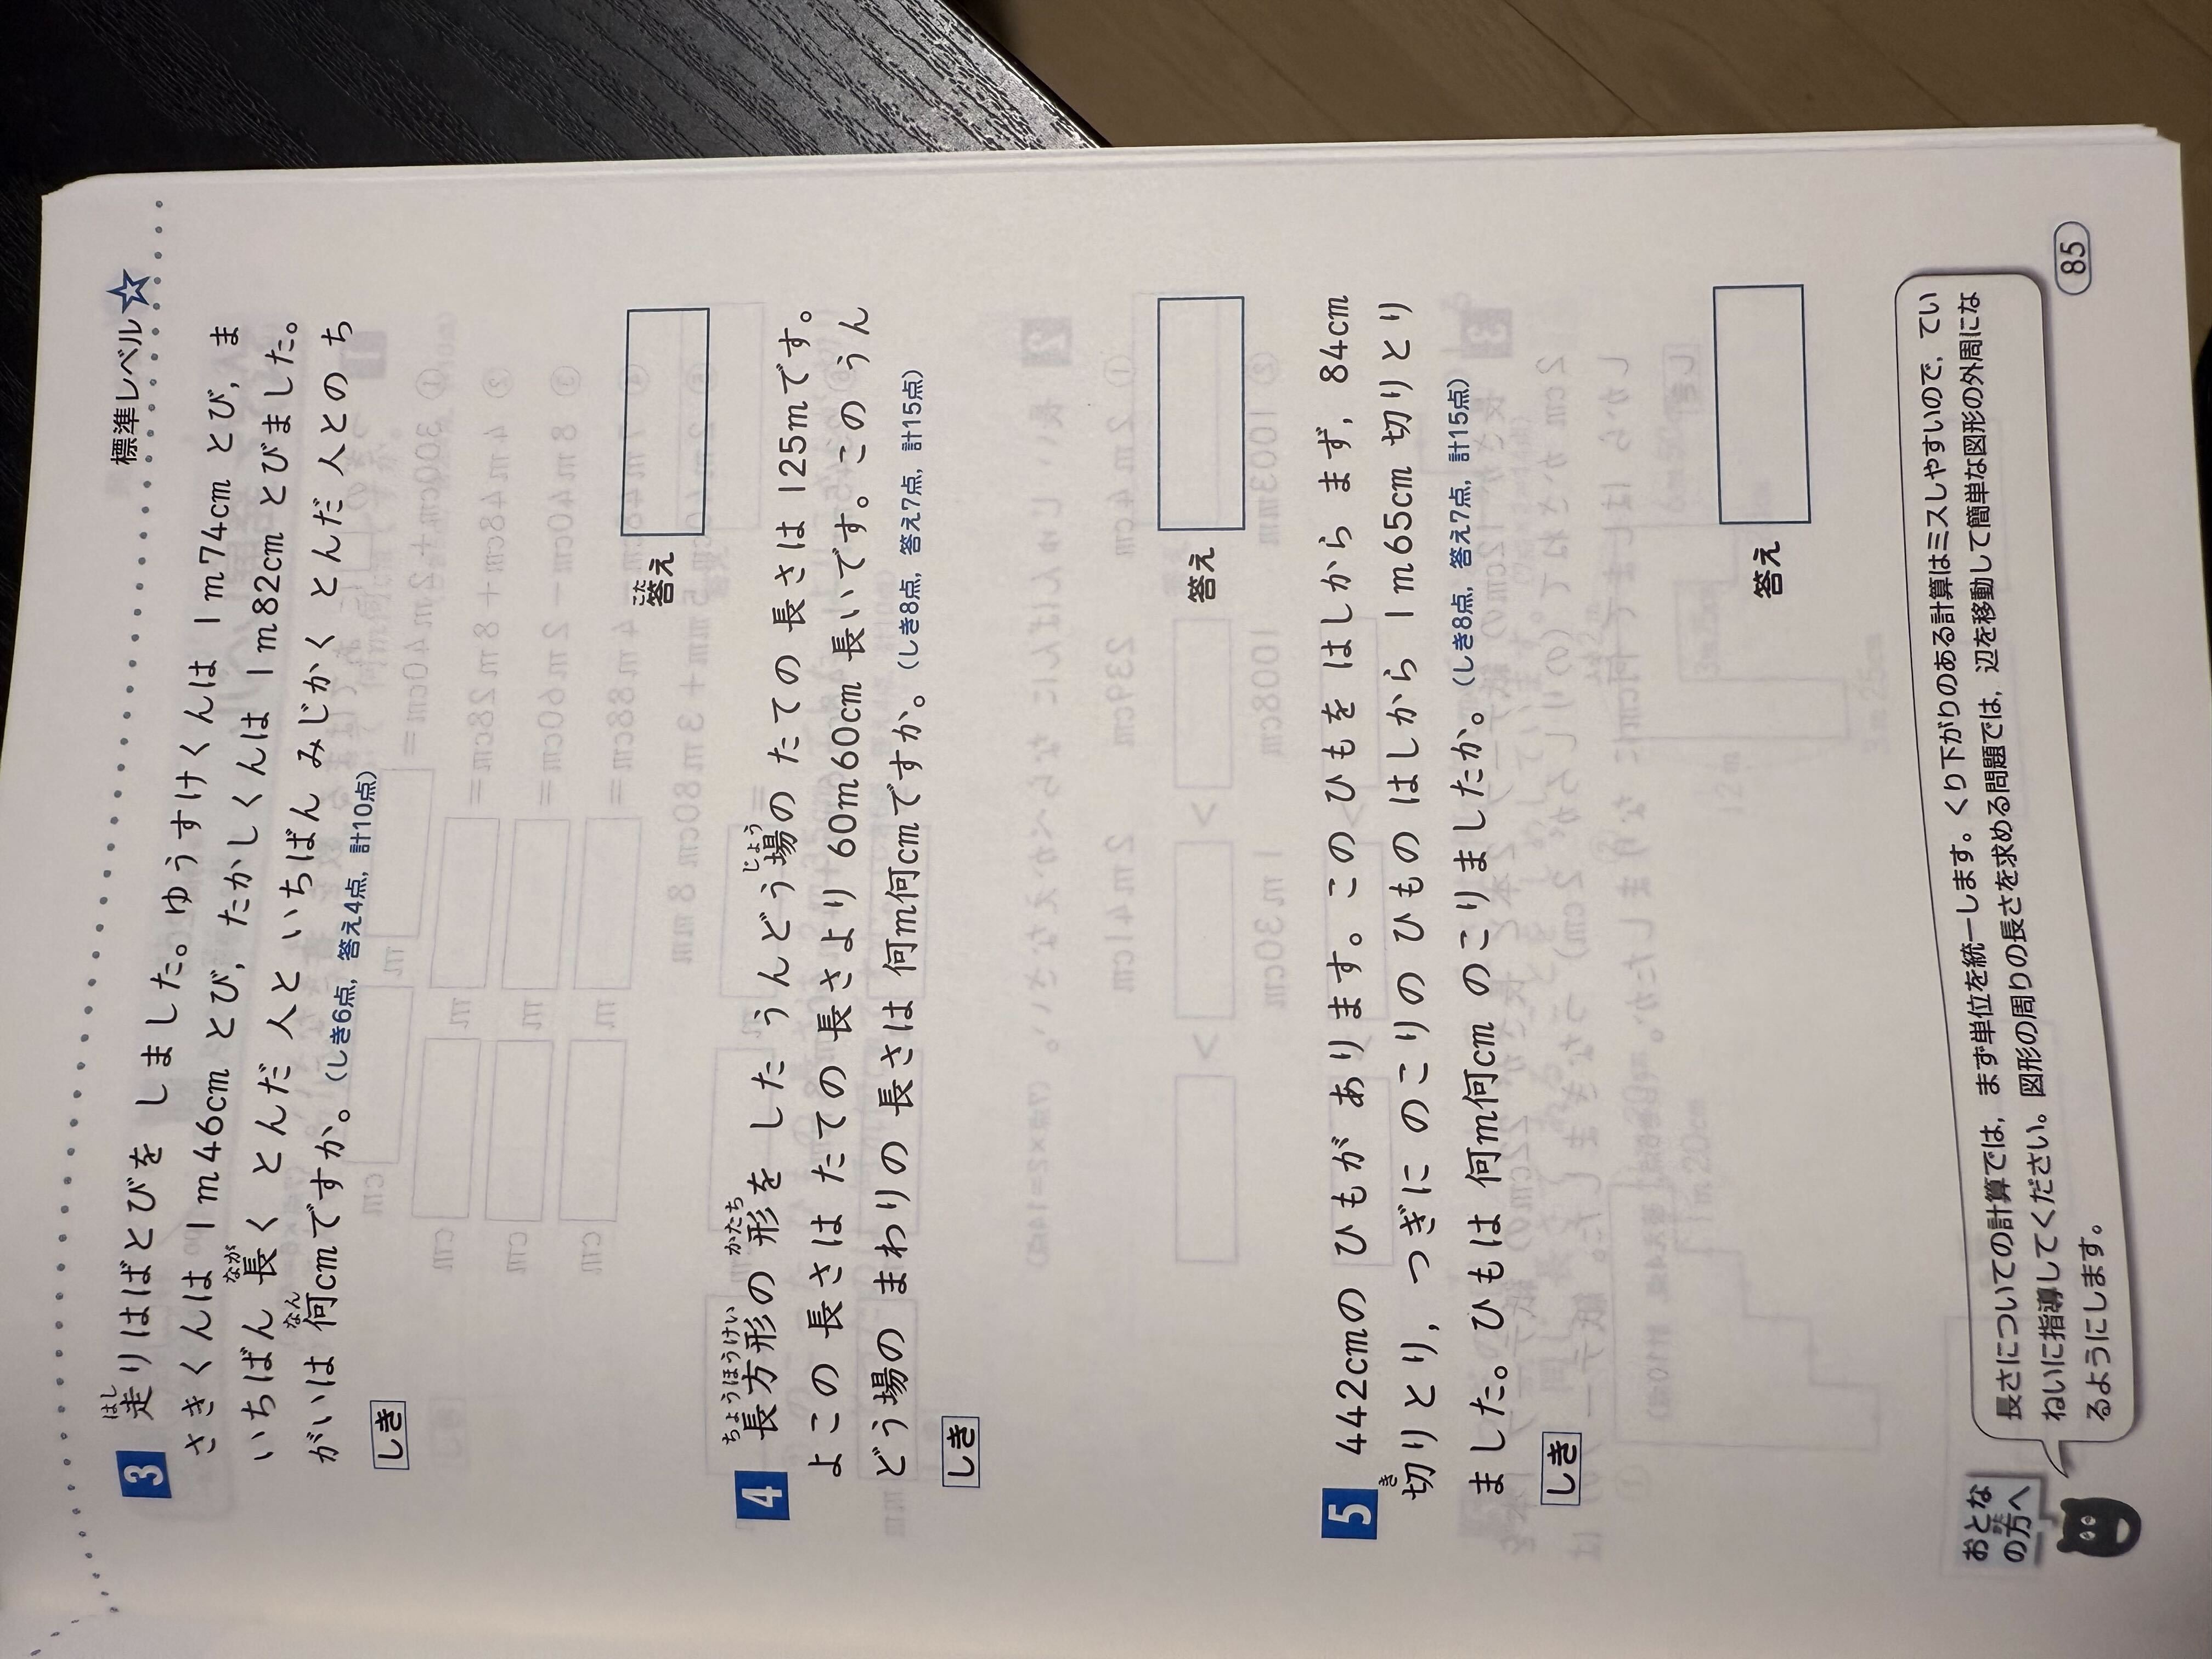 標準レベル☆
3 走りはばとびを しました。ゆうすけくんは 1m74cm とび，ま
さきくんは 1m46cm とび，たかしくんは 1m82cm とびました。
いちばん 長く とんだ 人と いちばん みじかく とんだ 人との ち
がいは 何cmですか。（しき6点，答え4点，計10点）
しき
答え
4 長方形の 形を した うんどう場の たての 長さは 125mです。
よこの 長さは たての 長さより 60m60cm 長いです。この うん
どう場の まわりの 長さは 何m何cmですか。（しき8点，答え7点，計15点）
しき
答え
5 442cmの ひもが あります。この ひもを はしから まず，84cm
切りとり，つぎに のこりの ひもの はしから 1m65cm 切りとり
ました。ひもは 何m何cm のこりましたか。（しき8点，答え7点，計15点）
しき
答え
おとな
の方へ
長さについての計算では，まず単位を統一します。くり下がりのある計算はミスしやすいので，てい
ねいに指導してください。図形の周りの長さを求める問題では，辺を移動して簡単な図形の外周にな
るようにします。
85